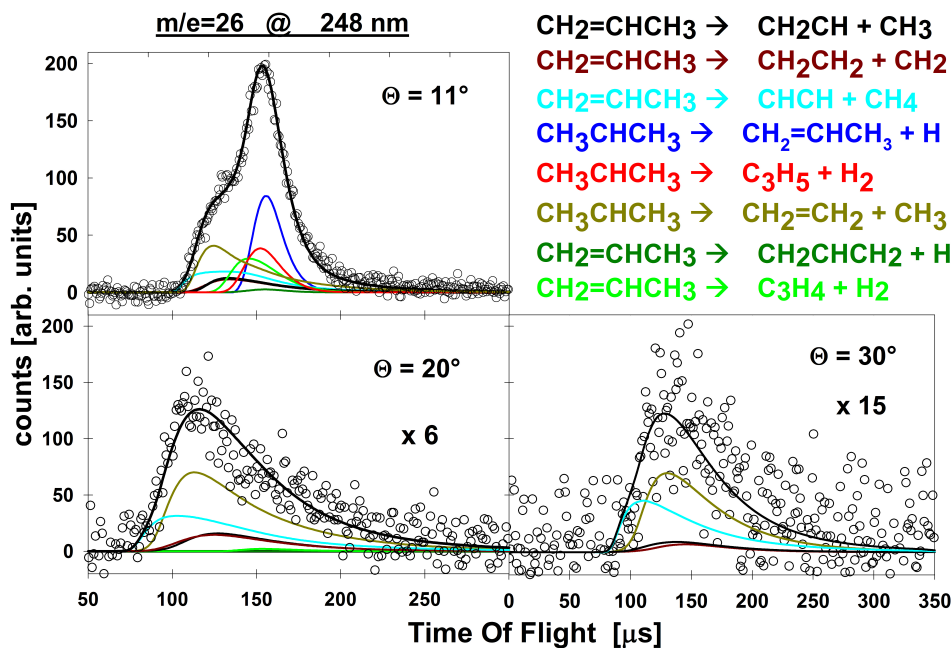 m/e=26 @ 248 nm
CH2=CHCH3 → CH2CH + CH3
CH2=CHCH3 → CH2CH2 + CH2
CH2=CHCH3 → CHCH + CH4
CH3CHCH3 → CH2=CHCH3 + H
CH3CHCH3 → C3H5 + H2
CH3CHCH3 → CH2=CH2 + CH3
CH2=CHCH3 → CH2CHCH2 + H
CH2=CHCH3 → C3H4 + H2
counts [arb. units]
200
150
100
50
0
Θ = 11°
200
150
100
50
0
Θ = 20°
x 6
Θ = 30°
x 15
50 100 150 200 250 0 50 100 150 200 250 300 350
Time Of Flight [μs]